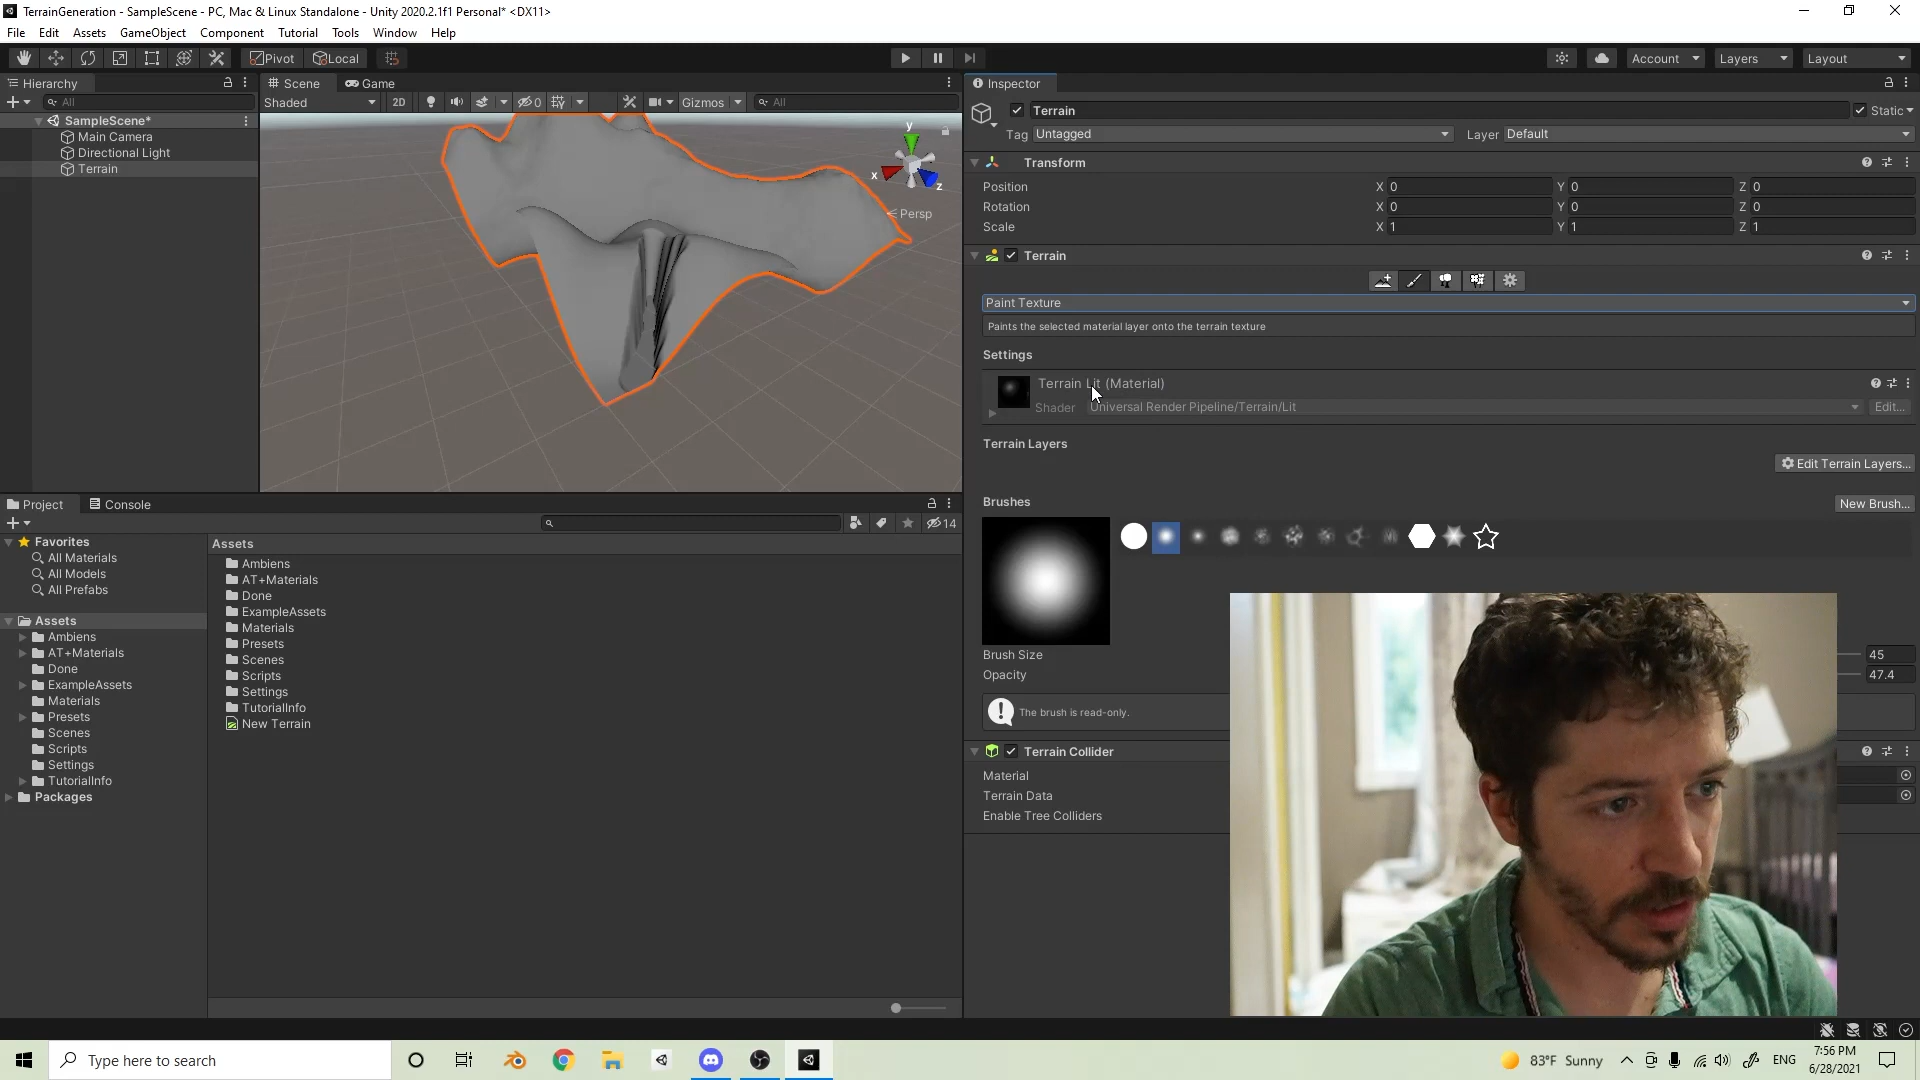 TerrainGeneration - SampleScene - PC, Mac & Linux Standalone - Unity 2020.2.1f1 Personal* <DX11>
File Edit Assets GameObject Component Tutorial Tools Window Help
Pivot Local Account Layers Layout
Hierarchy
All
SampleScene*
Main Camera
Directional Light
Terrain
Scene Game
Shaded 2D 0 Gizmos All
y
x
z
Persp
Inspector
Terrain Static
Tag Untagged Layer Default
Transform
Position X 0 Y 0 Z 0
Rotation X 0 Y 0 Z 0
Scale X 1 Y 1 Z 1
Terrain
Paint Texture
Paints the selected material layer onto the terrain texture
Settings
Terrain Lit (Material)
Shader Universal Render Pipeline/Terrain/Lit Edit...
Terrain Layers
Edit Terrain Layers...
Brushes New Brush...
Brush Size 45
Opacity 47.4
The brush is read-only.
Terrain Collider
Material
Terrain Data
Enable Tree Colliders
Project Console
14
Favorites
All Materials
All Models
All Prefabs
Assets
Ambiens
AT+Materials
Done
ExampleAssets
Materials
Presets
Scenes
Scripts
Settings
TutorialInfo
Packages
Assets
Ambiens
AT+Materials
Done
ExampleAssets
Materials
Presets
Scenes
Scripts
Settings
TutorialInfo
New Terrain
Type here to search
83°F Sunny ENG
7:56 PM
6/28/2021